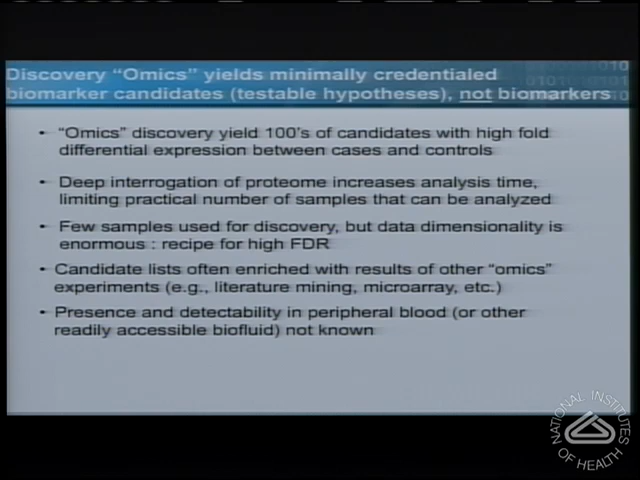 Discovery “Omics” yields minimally credentialed
biomarker candidates (testable hypotheses), not biomarkers
• “Omics” discovery yield 100’s of candidates with high fold
differential expression between cases and controls
• Deep interrogation of proteome increases analysis time,
limiting practical number of samples that can be analyzed
• Few samples used for discovery, but data dimensionality is
enormous : recipe for high FDR
• Candidate lists often enriched with results of other “omics”
experiments (e.g., literature mining, microarray, etc.)
• Presence and detectability in peripheral blood (or other
readily accessible biofluid) not known
NATIONAL INSTITUTES
OF HEALTH